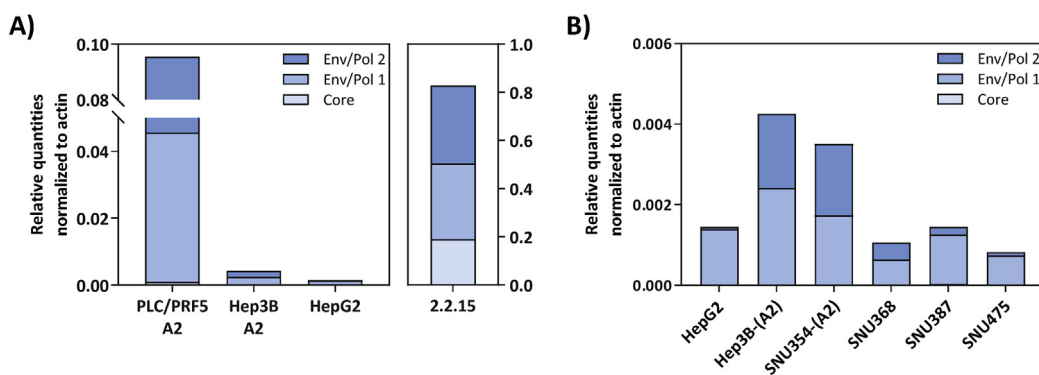 A)
Relative quantities
normalized to actin
0.10
0.08
0.04
0.02
0.00
Env/Pol 2
Env/Pol 1
Core
PLC/PRF5
A2
Hep3B
A2
HepG2
1.0
0.8
0.6
0.4
0.2
0.0
2.2.15
B)
Relative quantities
normalized to actin
0.006
0.004
0.002
0.000
Env/Pol 2
Env/Pol 1
Core
HepG2
Hep3B-(A2)
SNU354-(A2)
SNU368
SNU387
SNU475